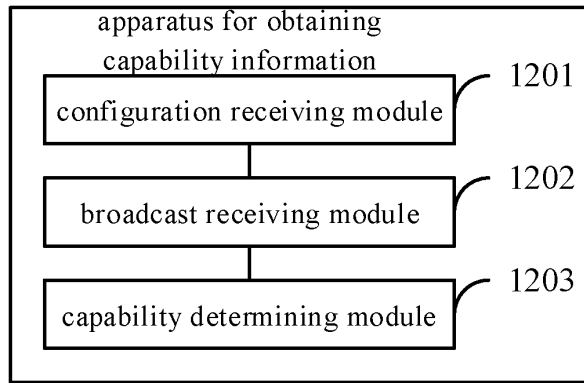 apparatus for obtaining
capability information
configuration receiving module
1201
broadcast receiving module
1202
capability determining module
1203